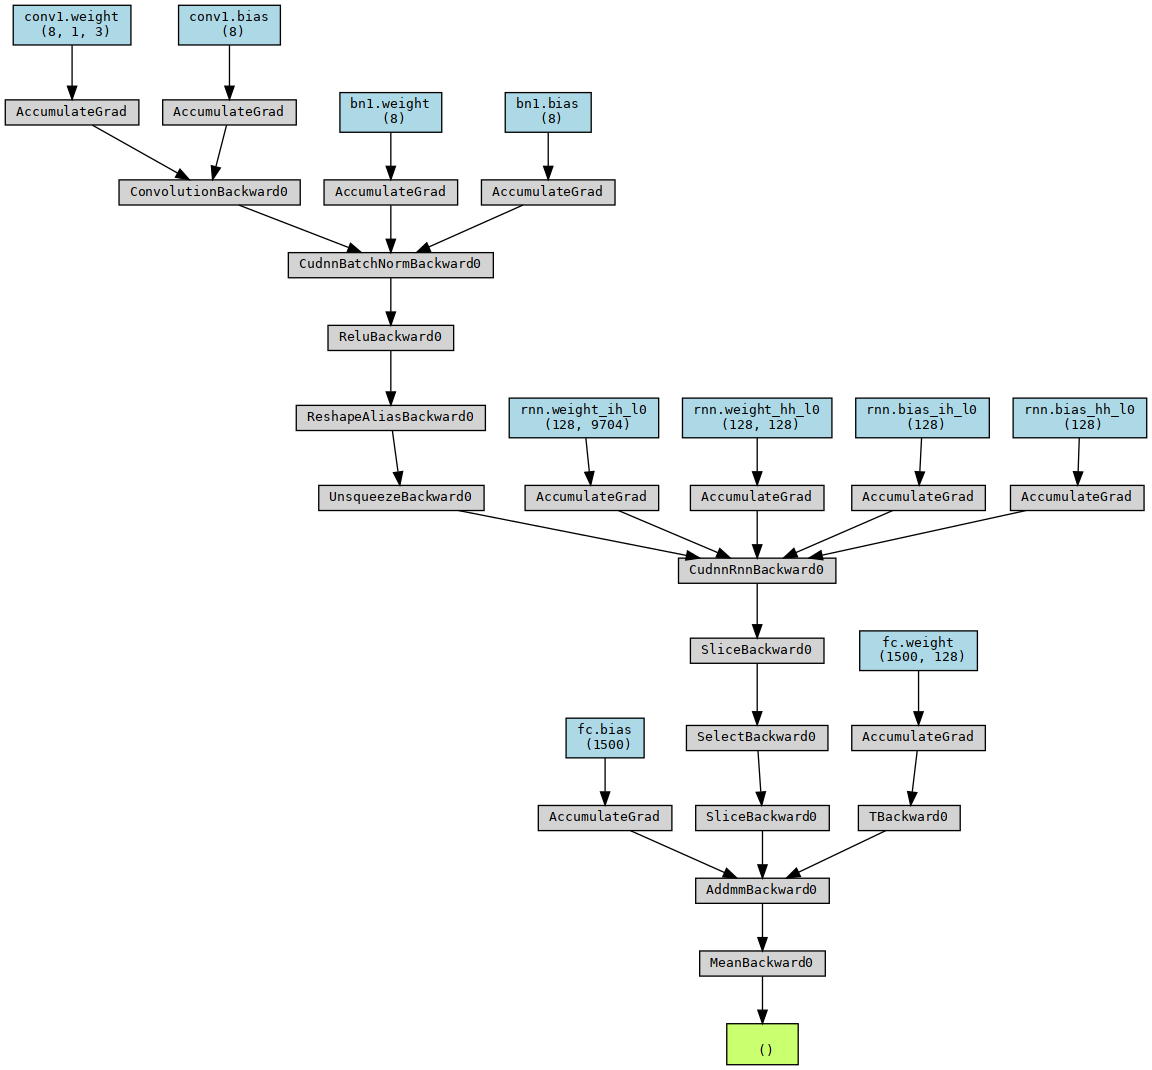 conv1.weight
(8, 1, 3)
conv1.bias
(8)
AccumulateGrad
AccumulateGrad
bn1.weight
(8)
bn1.bias
(8)
ConvolutionBackward0
AccumulateGrad
AccumulateGrad
CudnnBatchNormBackward0
ReluBackward0
ReshapeAliasBackward0
rnn.weight_ih_l0
(128, 9704)
rnn.weight_hh_l0
(128, 128)
rnn.bias_ih_l0
(128)
rnn.bias_hh_l0
(128)
UnsqueezeBackward0
AccumulateGrad
AccumulateGrad
AccumulateGrad
AccumulateGrad
CudnnRnnBackward0
SliceBackward0
fc.weight
(1500, 128)
fc.bias
(1500)
SelectBackward0
AccumulateGrad
AccumulateGrad
SliceBackward0
TBackward0
AddmmBackward0
MeanBackward0
()